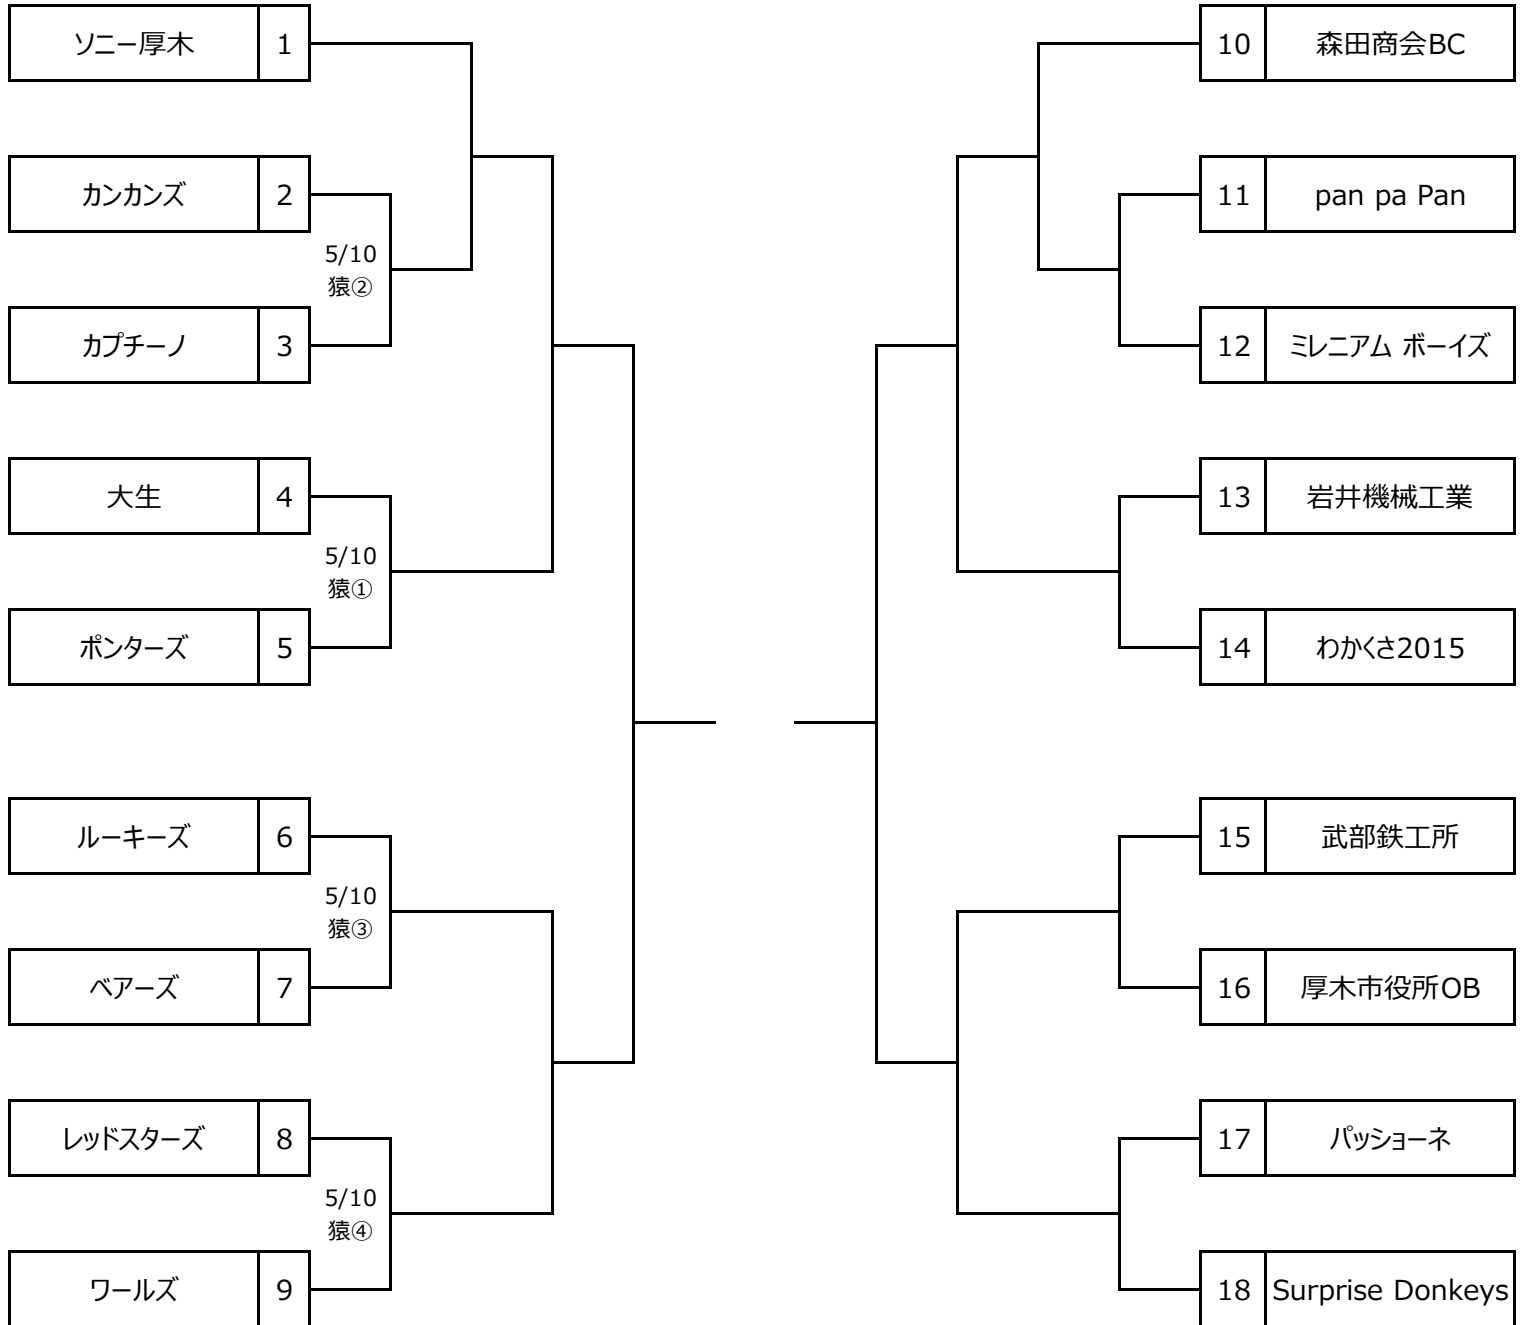 ソニー厚木 1
カンカンズ 2
5/10
猿②
カプチーノ 3
大生 4
5/10
猿①
ポンターズ 5
ルーキーズ 6
5/10
猿③
ベアーズ 7
レッドスターズ 8
5/10
猿④
ワールズ 9
10 森田商会BC
11 pan pa Pan
12 ミレニアム ボーイズ
13 岩井機械工業
14 わかくさ2015
15 武部鉄工所
16 厚木市役所OB
17 パッショーネ
18 Surprise Donkeys